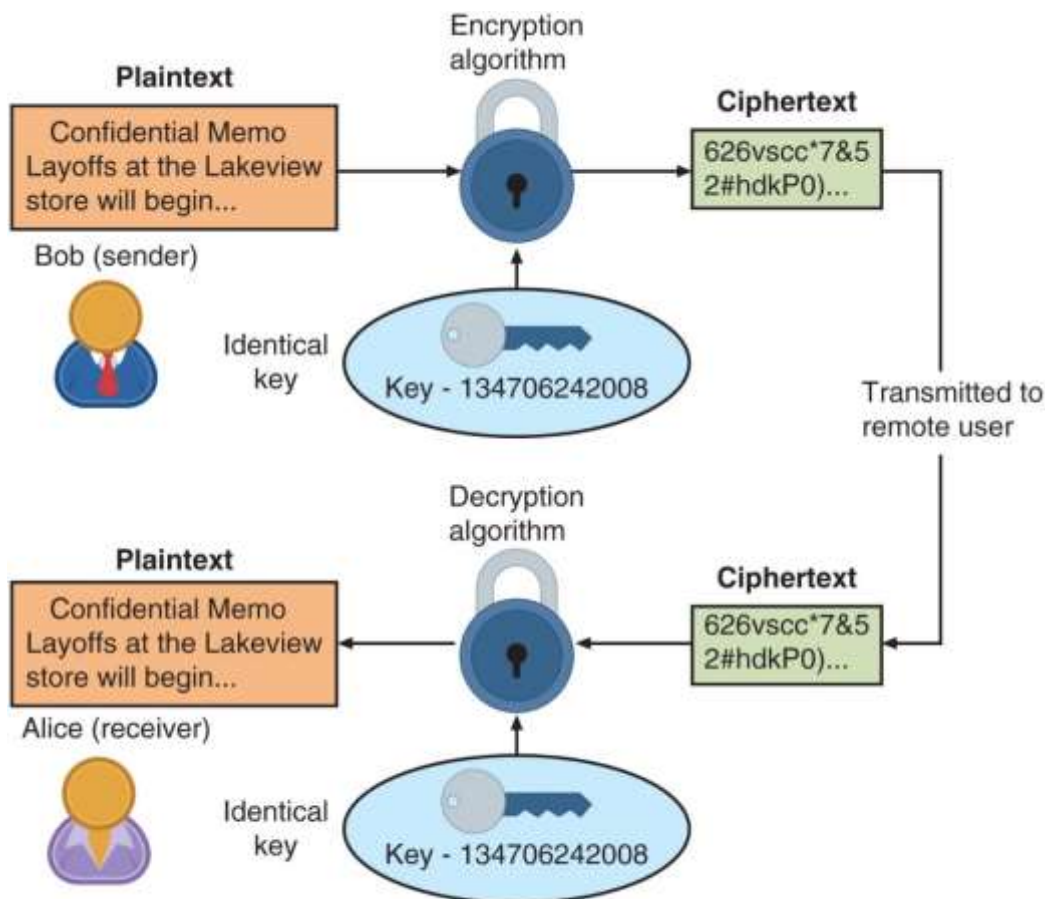 Encryption
algorithm
Plaintext
Confidential Memo
Layoffs at the Lakeview
store will begin...
Ciphertext
626vscc*7&5
2#hdkP0)...
Bob (sender)
Identical
key
Key - 134706242008
Transmitted to
remote user
Decryption
algorithm
Plaintext
Confidential Memo
Layoffs at the Lakeview
store will begin...
Ciphertext
626vscc*7&5
2#hdkP0)...
Alice (receiver)
Identical
key
Key - 134706242008